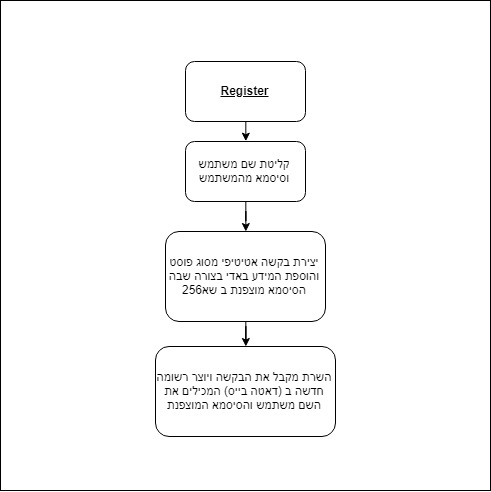 Register
קליטת שם משתמש
וסיסמא מהמשתמש
יצירת בקשה אטיטיפי מסוג פוסט
והוספת המידע באדי בצורה שבה
הסיסמא מוצפנת ב שא256
השרת מקבל את הבקשה ויוצר רשומה
חדשה ב (דאטה בייס) המכילים את
השם משתמש והסיסמא המוצפנת